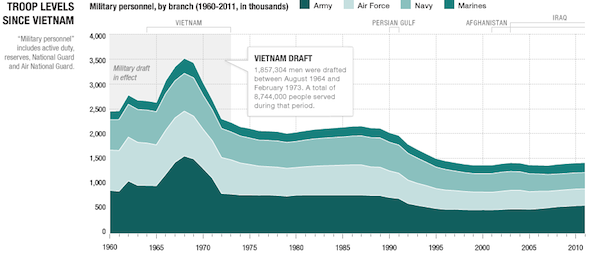 TROOP LEVELS
SINCE VIETNAM
"Military personnel"
includes active duty,
reserves, National Guard
and Air National Guard.
Military personnel, by branch (1960-2011, in thousands)
Army
Air Force
Navy
Marines
VIETNAM
PERSIAN GULF
AFGHANISTAN
IRAQ
4,000
3,500
3,000
2,500
2,000
1,500
1,000
500
0
Military draft
in effect
VIETNAM DRAFT
1,857,304 men were drafted
between August 1964 and
February 1973. A total of
8,744,000 people served
during that period.
1960
1965
1970
1975
1980
1985
1990
1995
2000
2005
2010